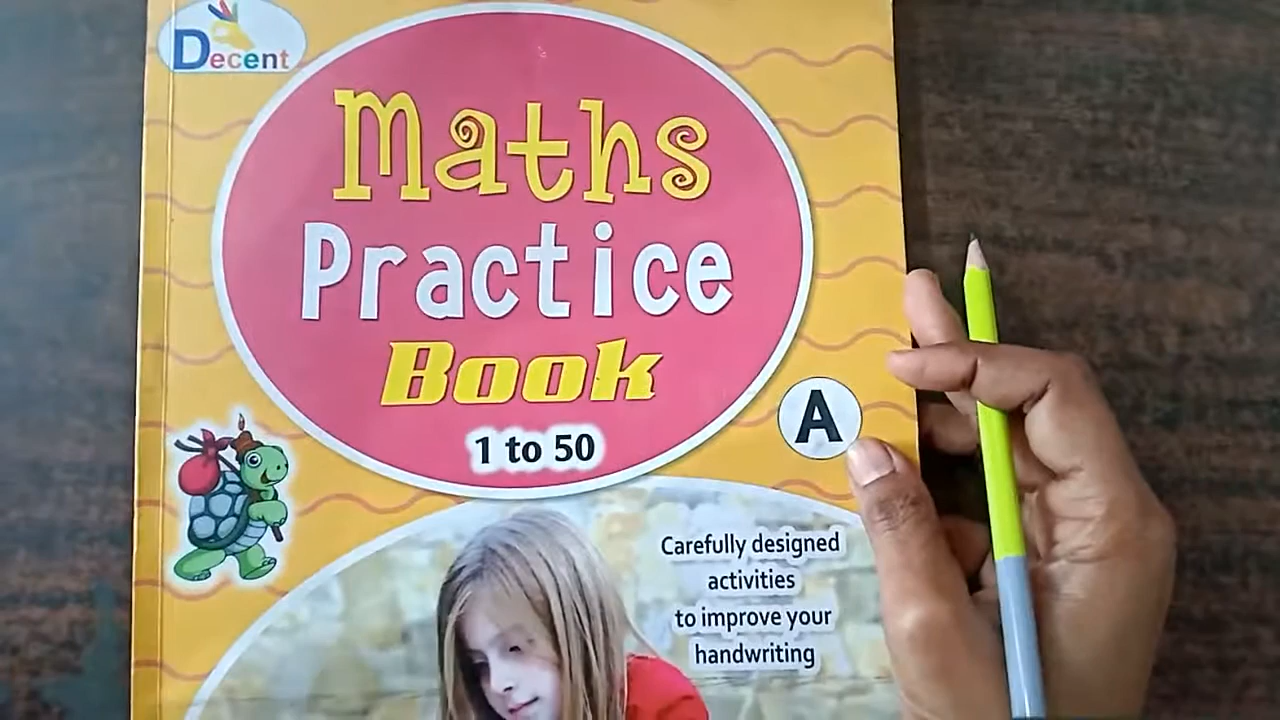 Decent
Maths
Practice
Book
1 to 50
A
Carefully designed
activities
to improve your
handwriting